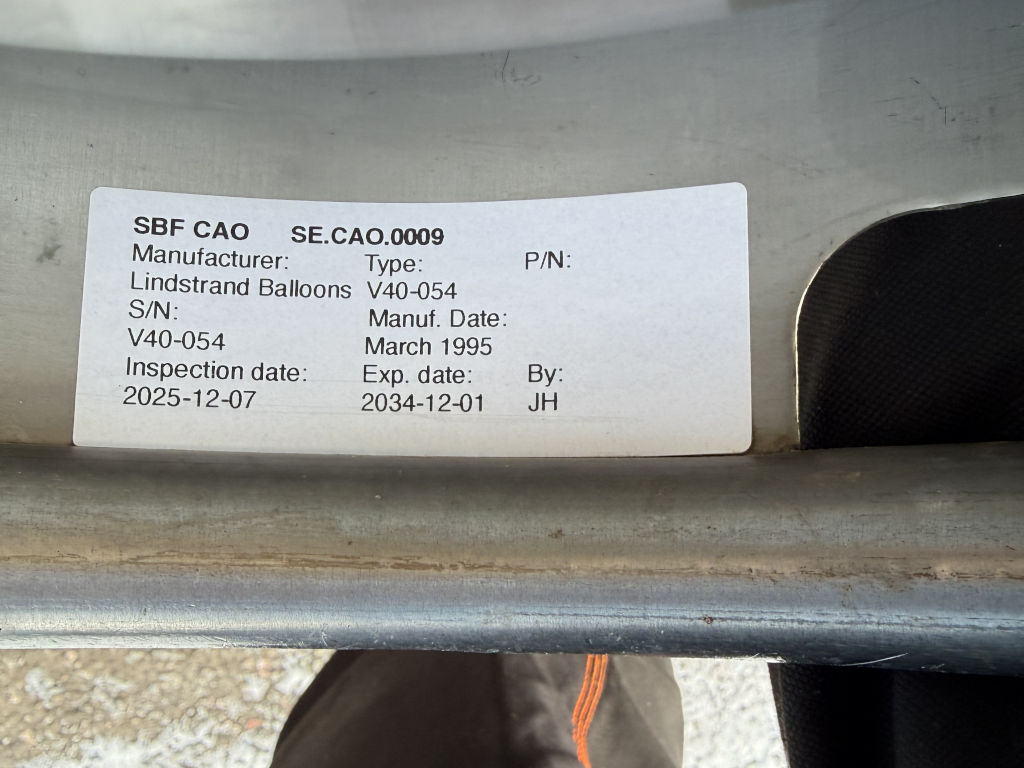 SBF CAO SE.CAO.0009
Manufacturer: Type: P/N:
Lindstrand Balloons V40-054
S/N: Manuf. Date:
V40-054 March 1995
Inspection date: Exp. date: By:
2025-12-07 2034-12-01 JH